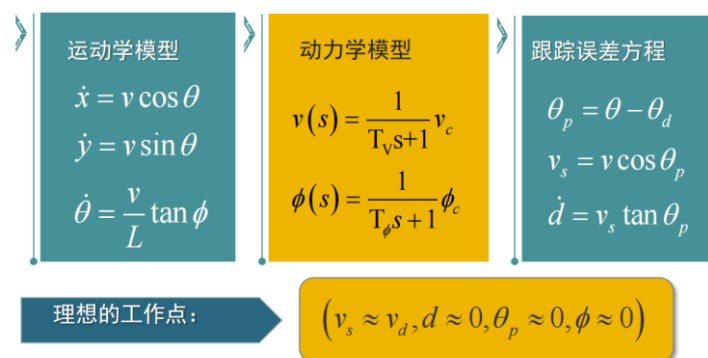 运动学模型
ẋ = v cos θ
ẏ = v sin θ
θ̇ = v/L tan ϕ
动力学模型
v(s) = 1/(T_V s+1) v_c
ϕ(s) = 1/(T_ϕ s+1) ϕ_c
跟踪误差方程
θ_p = θ − θ_d
v_s = v cos θ_p
ḋ = v_s tan θ_p
理想的工作点：
(v_s ≈ v_d, d ≈ 0, θ_p ≈ 0, ϕ ≈ 0)